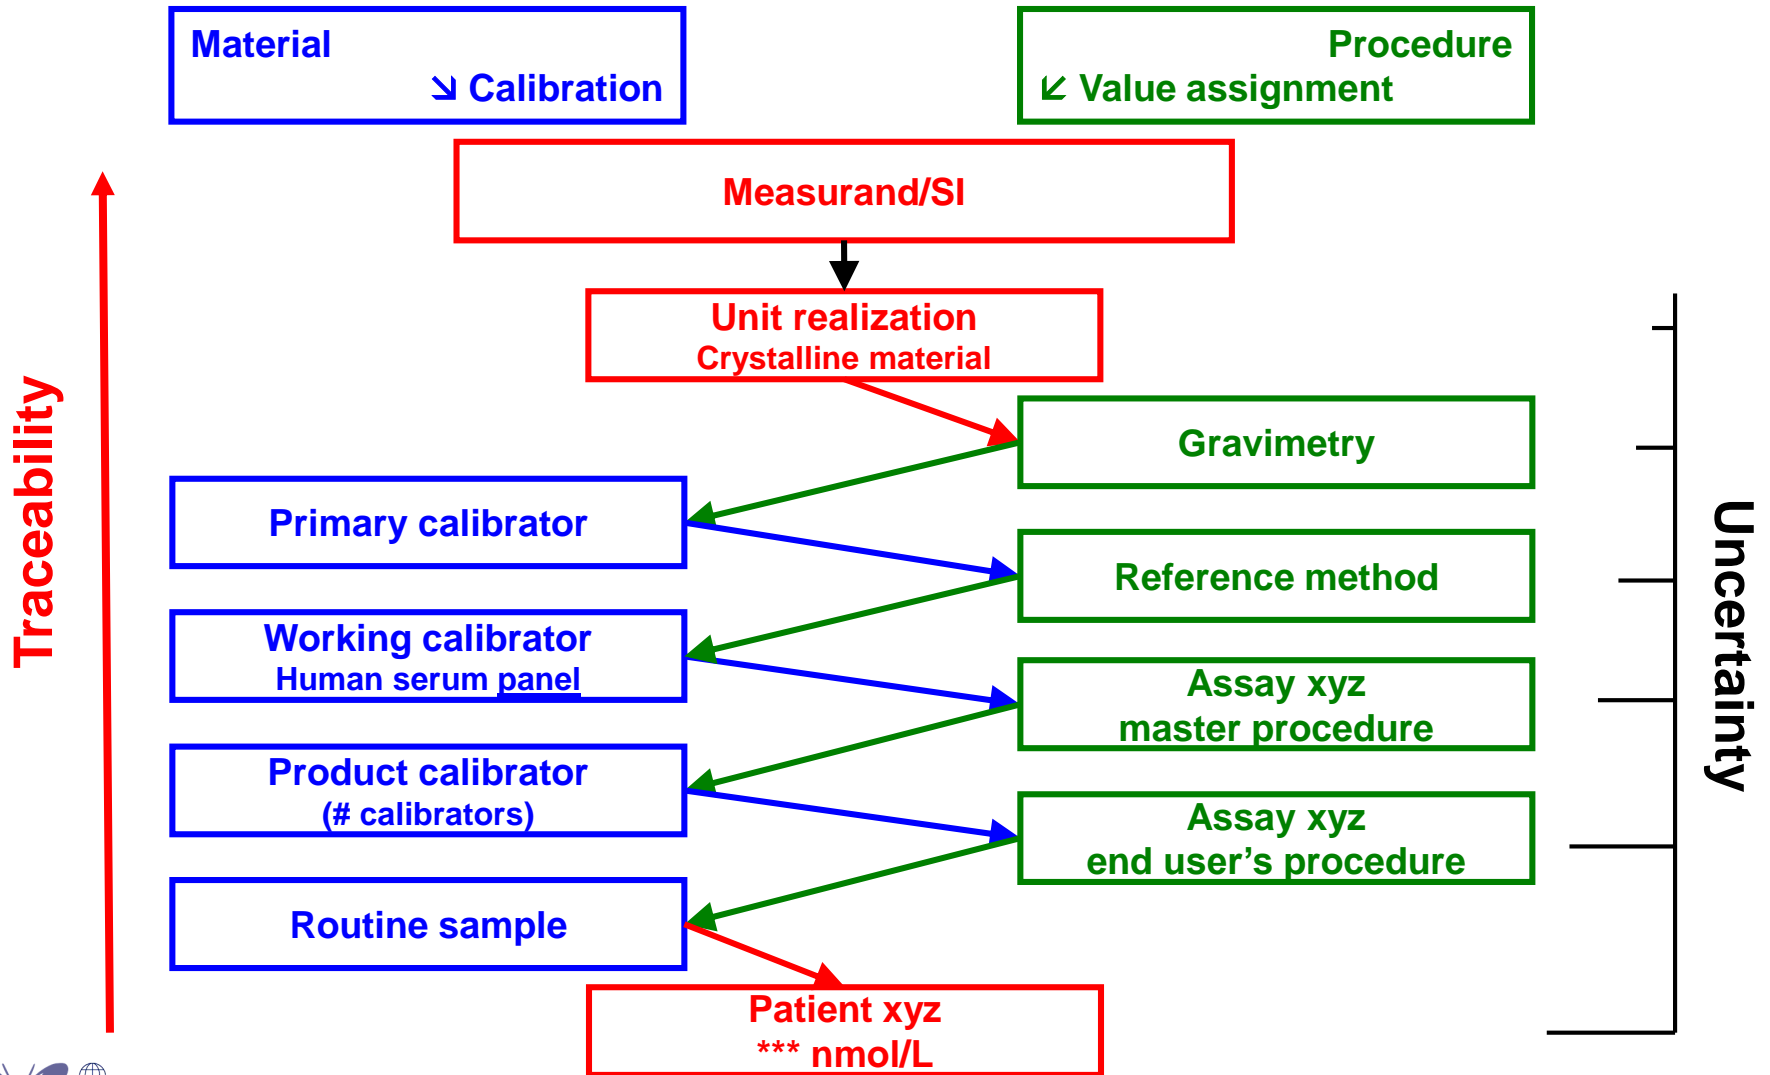 Material
↘ Calibration
Procedure
↙ Value assignment
Measurand/SI
Unit realization
Crystalline material
Gravimetry
Primary calibrator
Reference method
Working calibrator
Human serum panel
Assay xyz
master procedure
Product calibrator
(# calibrators)
Assay xyz
end user’s procedure
Routine sample
Patient xyz
*** nmol/L
Traceability
Uncertainty